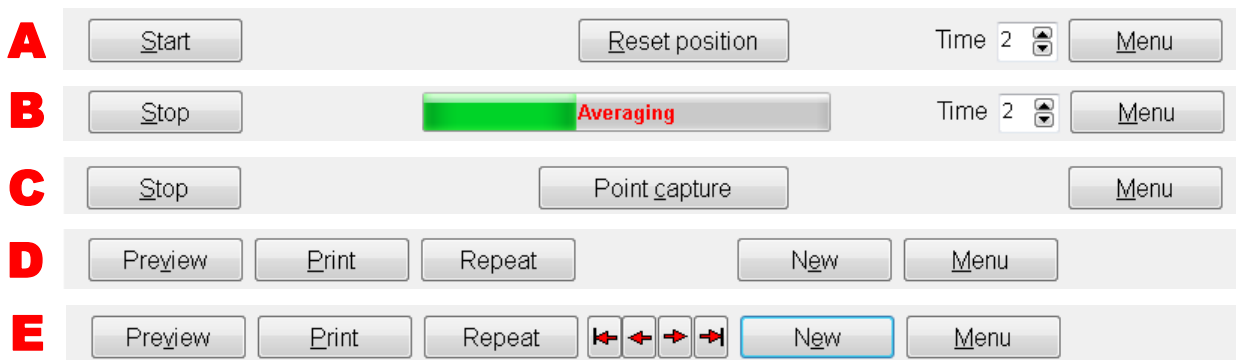 A Start Reset position Time 2 Menu
B Stop Averaging Time 2 Menu
C Stop Point capture Menu
D Preview Print Repeat New Menu
E Preview Print Repeat New Menu